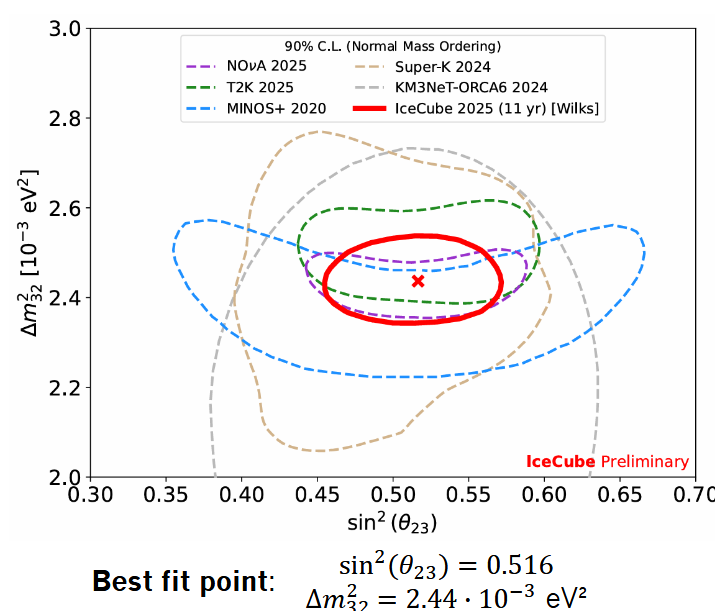 3.0
2.8
2.6
2.4
2.2
2.0
Δm²₃₂ [10⁻³ eV²]
90% C.L. (Normal Mass Ordering)
NOνA 2025
T2K 2025
MINOS+ 2020
Super-K 2024
KM3NeT-ORCA6 2024
IceCube 2025 (11 yr) [Wilks]
IceCube Preliminary
0.30 0.35 0.40 0.45 0.50 0.55 0.60 0.65 0.70
sin² (θ₂₃)
Best fit point:
sin²(θ₂₃) = 0.516
Δm²₃₂ = 2.44 · 10⁻³ eV²